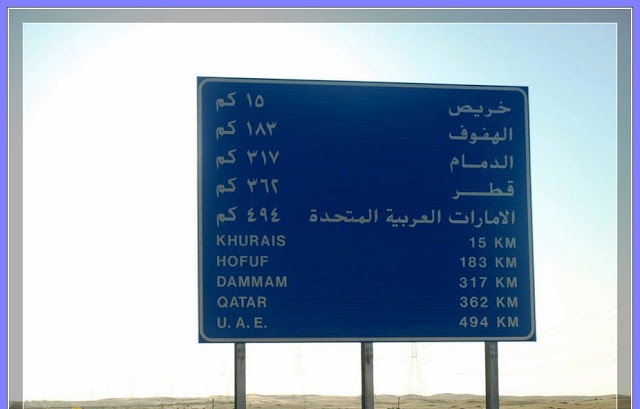 خريص ١٥ كم
الهفوف ١٨٣ كم
الدمام ٣١٧ كم
قطر ٣٦٢ كم
الامارات العربية المتحدة ٤٩٤ كم
KHURAIS 15 KM
HOFUF 183 KM
DAMMAM 317 KM
QATAR 362 KM
U.A.E. 494 KM